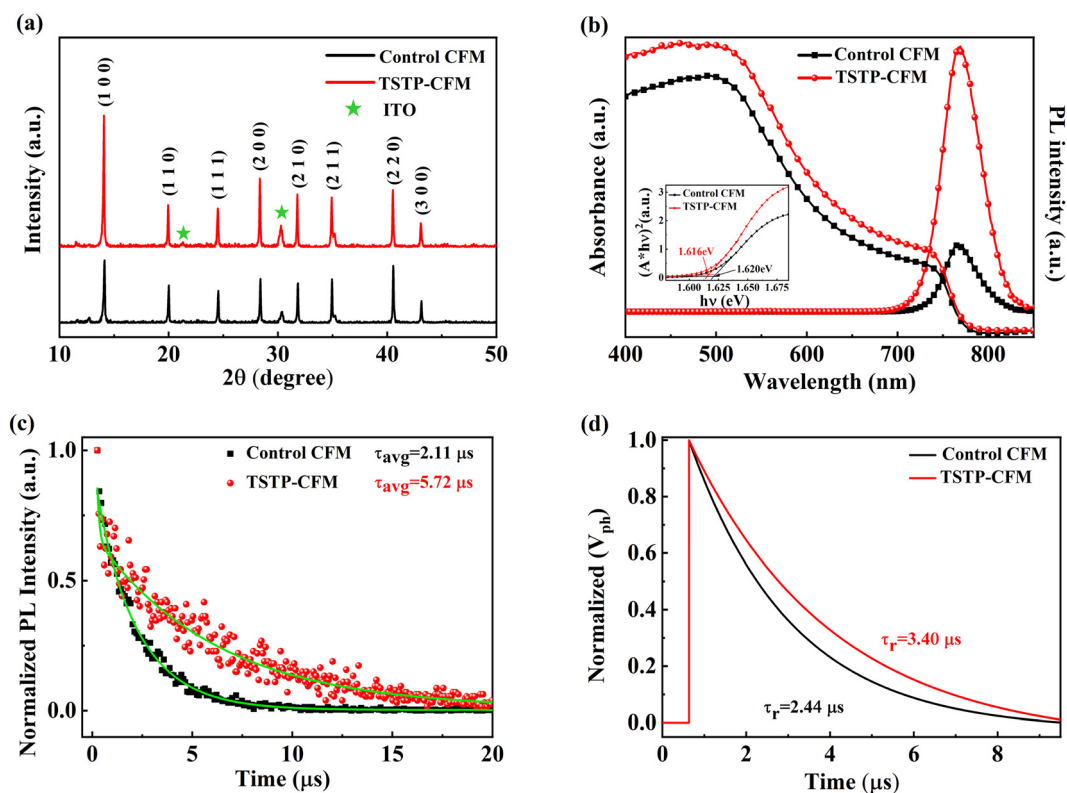 (a)
Control CFM
TSTP-CFM
ITO
(1 0 0)
(1 1 0)
(1 1 1)
(2 0 0)
(2 1 0)
(2 1 1)
(2 2 0)
(3 0 0)
Intensity (a.u.)
10 20 30 40 50
2θ (degree)
(b)
Control CFM
TSTP-CFM
Absorbance (a.u.)
PL intensity
(a.u.)
Control CFM
TSTP-CFM
(A*hν)²(a.u.)
3
2
1
0
1.616eV
1.620eV
1.600 1.625 1.650 1.675
hν (eV)
400 500 600 700 800
Wavelength (nm)
(c)
Control CFM τavg=2.11 μs
TSTP-CFM τavg=5.72 μs
Normalized PL Intensity (a.u.)
1.0
0.5
0.0
0 5 10 15 20
Time (μs)
(d)
Control CFM
TSTP-CFM
Normalized (Vph)
1.0
0.8
0.6
0.4
0.2
0.0
τr=3.40 μs
τr=2.44 μs
0 2 4 6 8
Time (μs)